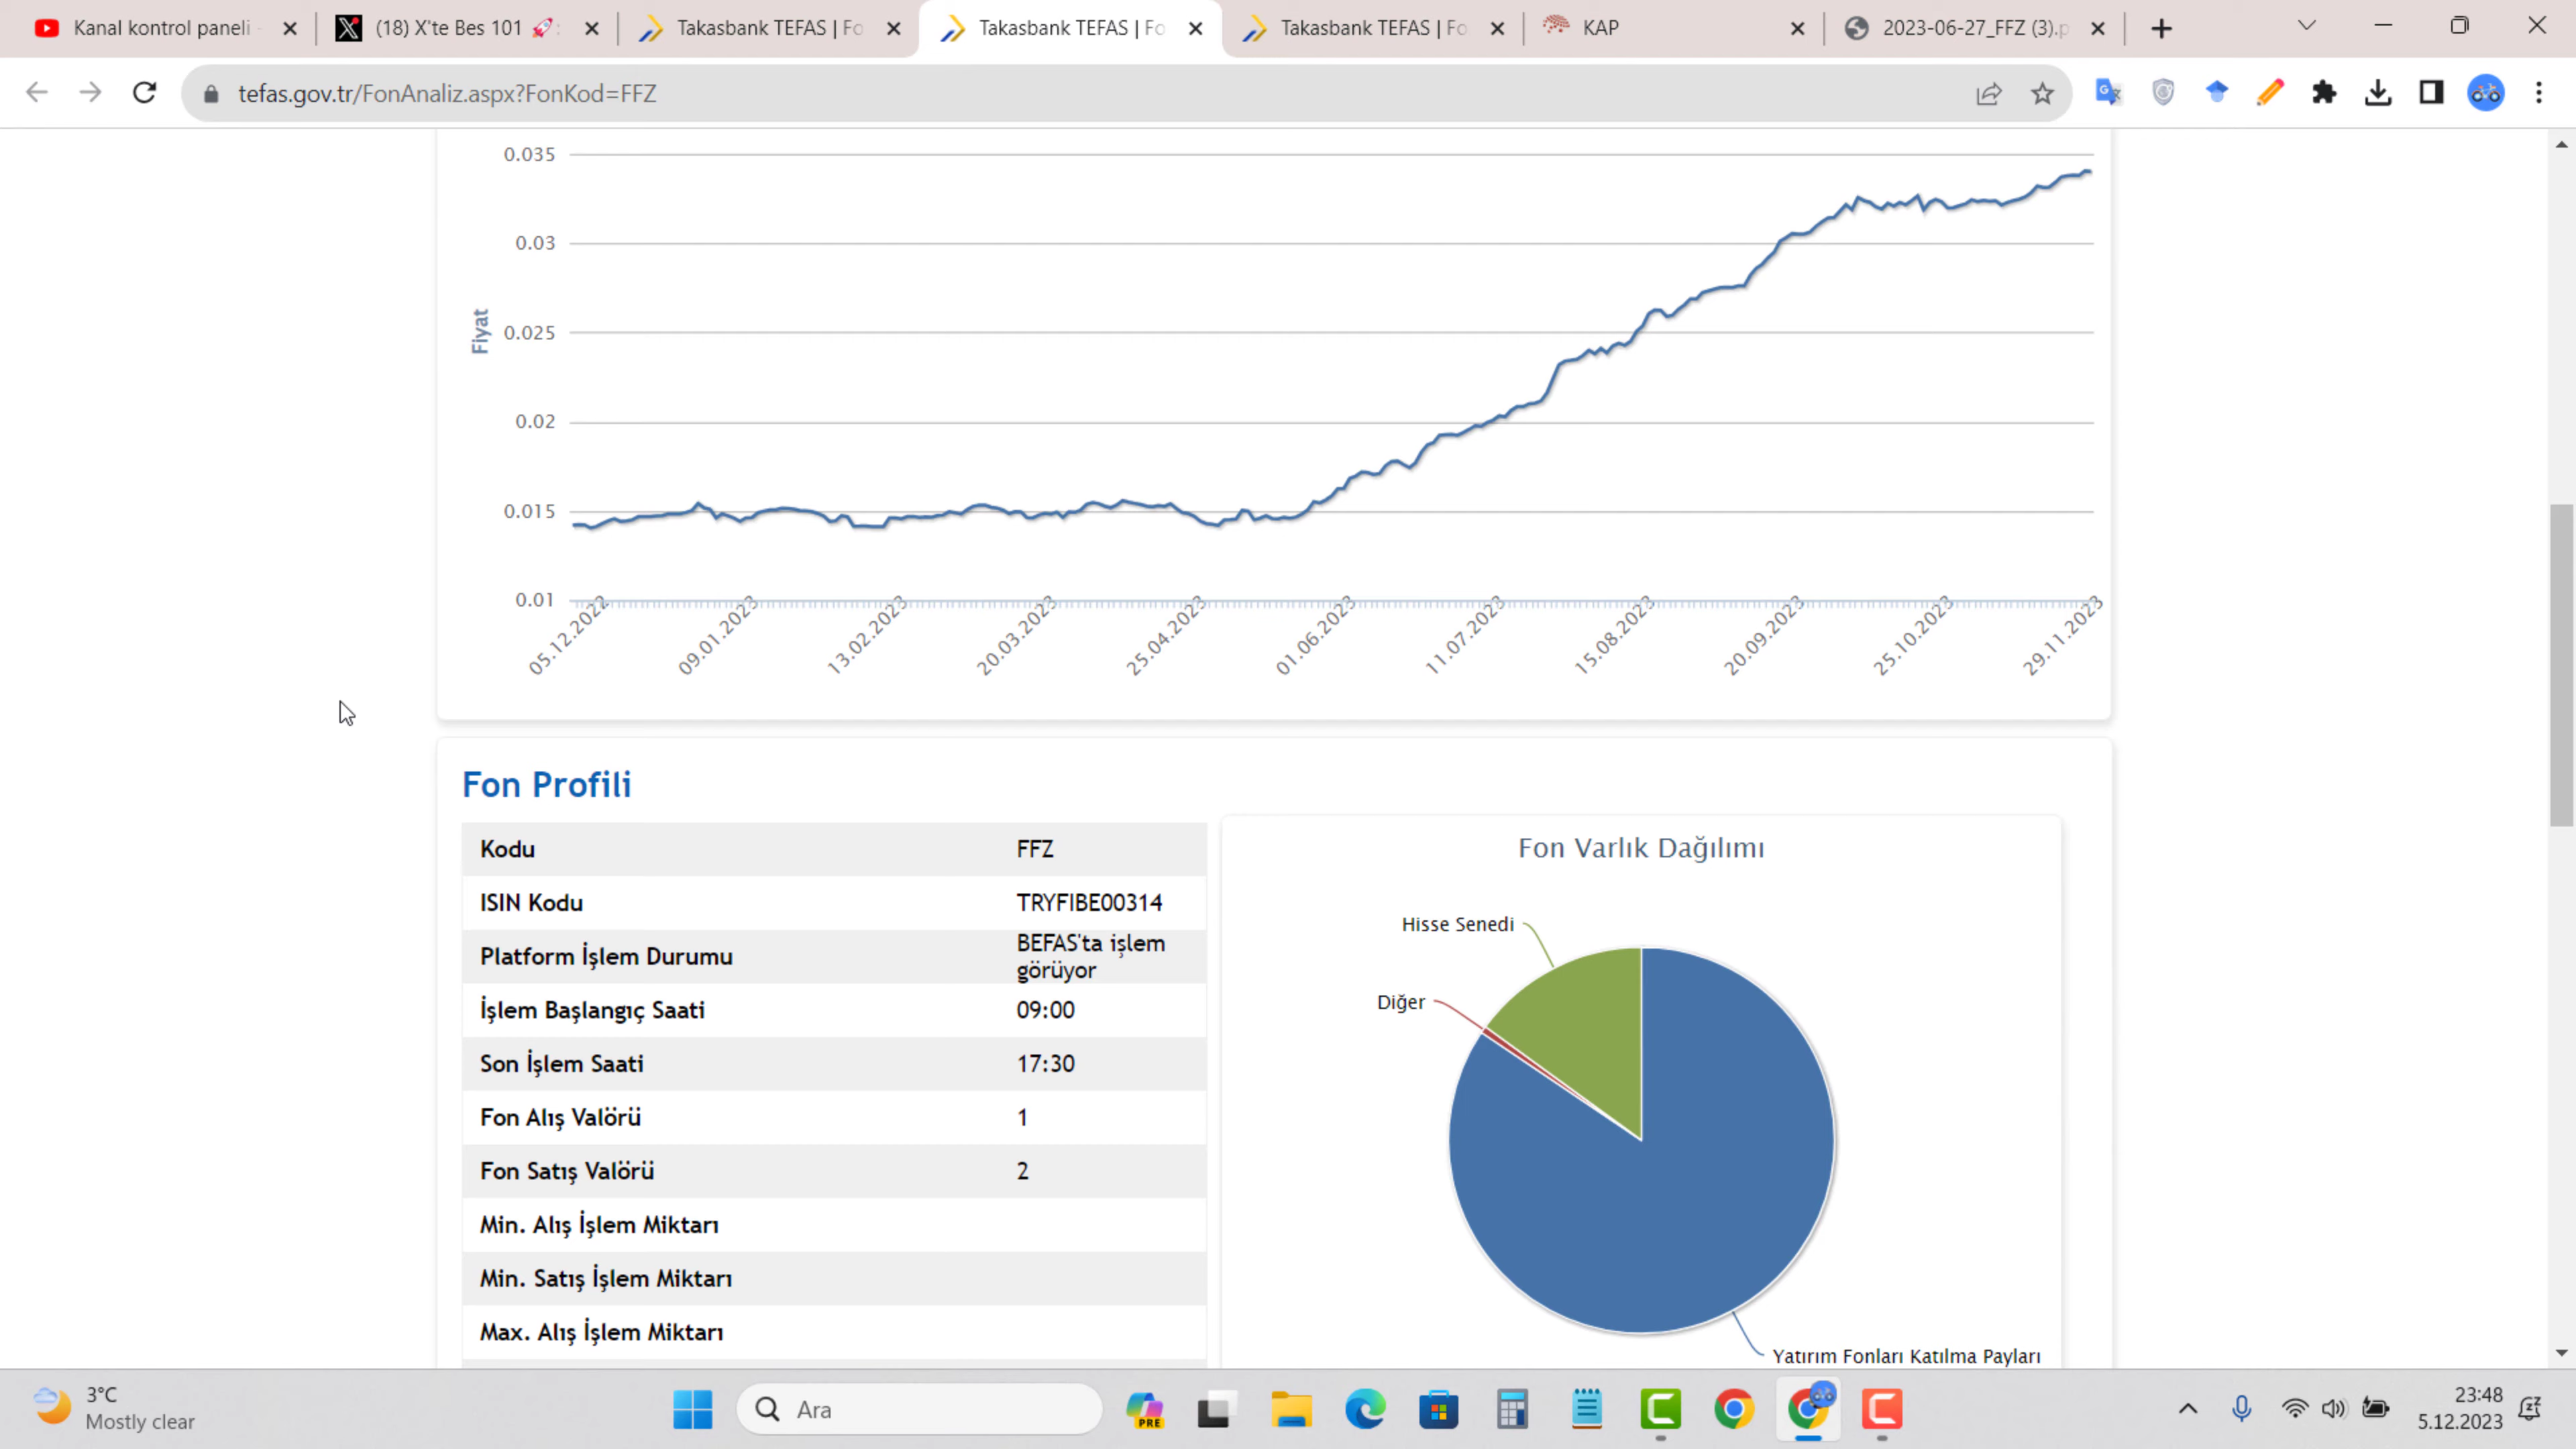 Kanal kontrol paneli -
(18) X'te Bes 101 🚀:
Takasbank TEFAS | Fo
Takasbank TEFAS | Fo
Takasbank TEFAS | Fo
KAP
2023-06-27_FFZ (3).p
tefas.gov.tr/FonAnaliz.aspx?FonKod=FFZ
0.035
0.03
0.025
0.02
0.015
0.01
Fiyat
05.12.2022
09.01.2023
13.02.2023
20.03.2023
25.04.2023
01.06.2023
11.07.2023
15.08.2023
20.09.2023
25.10.2023
29.11.2023
Fon Profili
Kodu FFZ
ISIN Kodu TRYFIBE00314
Platform İşlem Durumu BEFAS'ta işlem
görüyor
İşlem Başlangıç Saati 09:00
Son İşlem Saati 17:30
Fon Alış Valörü 1
Fon Satış Valörü 2
Min. Alış İşlem Miktarı
Min. Satış İşlem Miktarı
Max. Alış İşlem Miktarı
Fon Varlık Dağılımı
Hisse Senedi
Diğer
Yatırım Fonları Katılma Payları
3°C
Mostly clear
Ara
PRE
23:48
5.12.2023